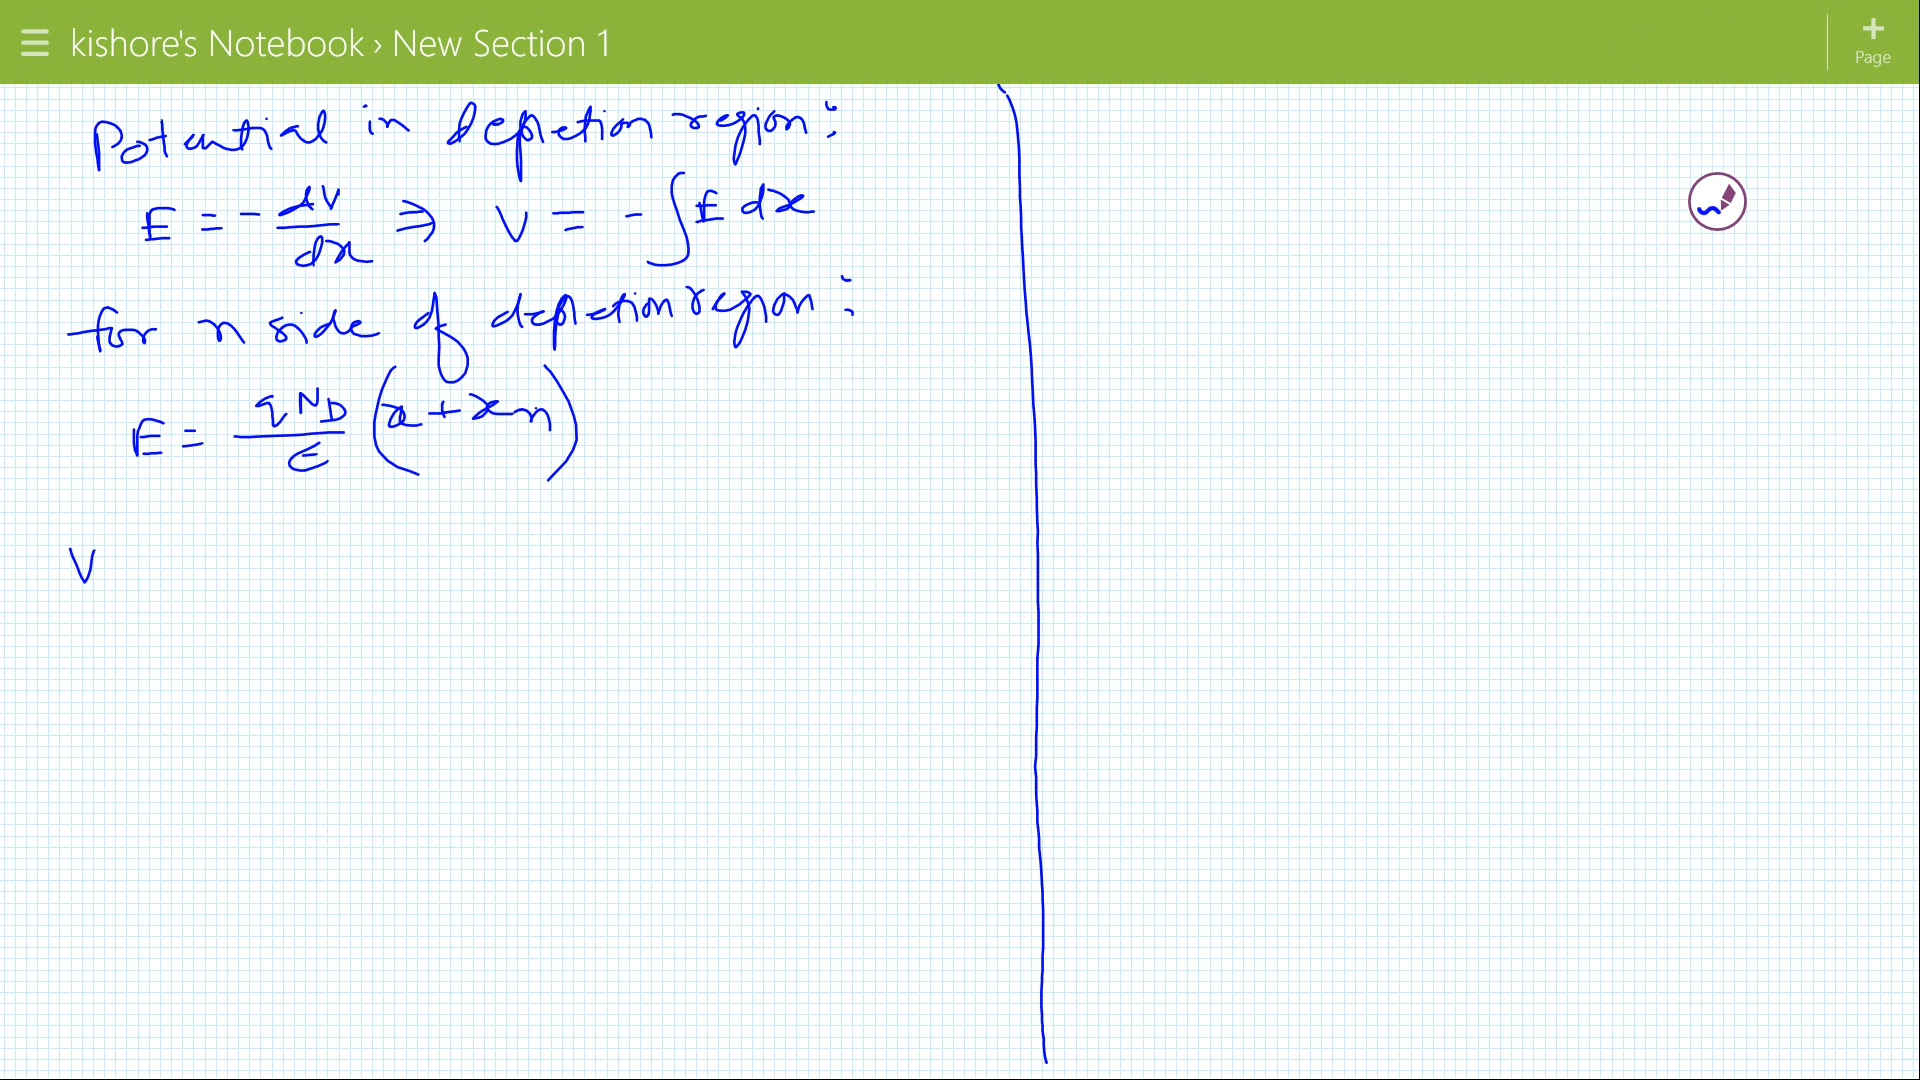 kishore's Notebook › New Section 1
Page
Potential in depletion region:
E = - dV/dx ⇒ V = - ∫ E dx
for n side of depletion region:
E = qN_D/ε (x + x_n)
V